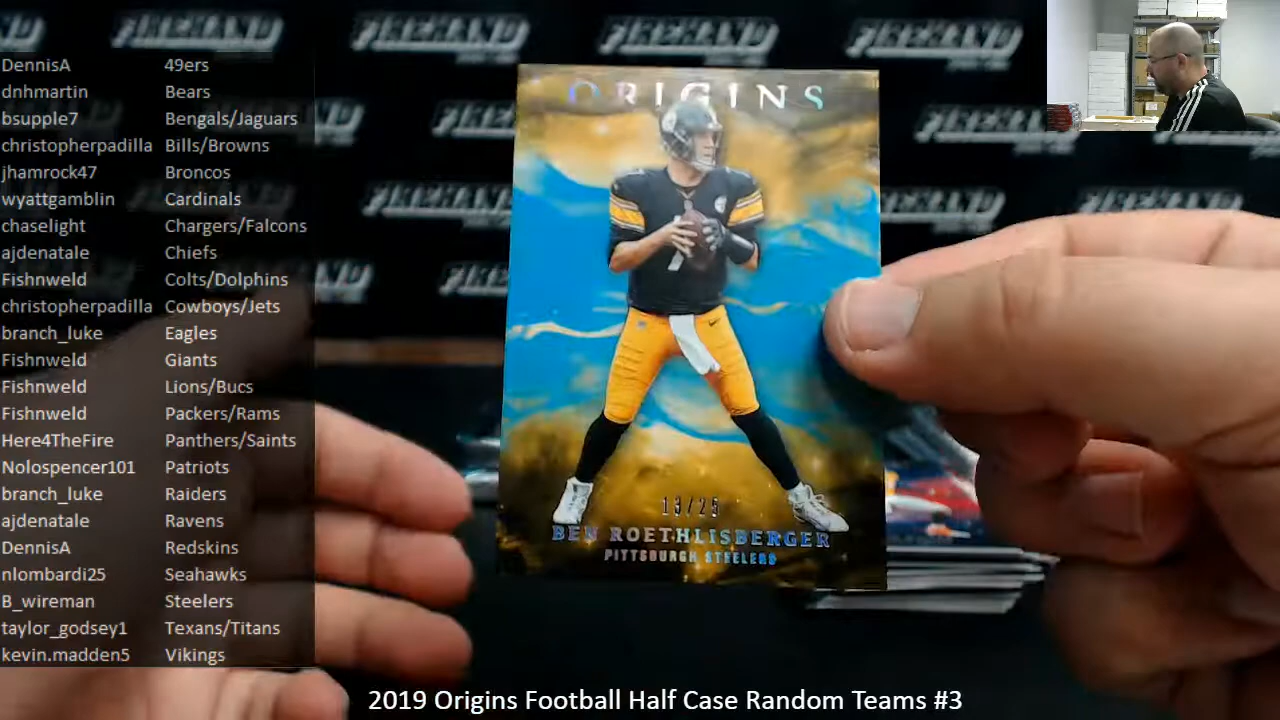 DennisA 49ers
dnhmartin Bears
bsupple7 Bengals/Jaguars
christopherpadilla Bills/Browns
jhamrock47 Broncos
wyattgamblin Cardinals
chaselight Chargers/Falcons
ajdenatale Chiefs
Fishnweld Colts/Dolphins
christopherpadilla Cowboys/Jets
branch_luke Eagles
Fishnweld Giants
Fishnweld Lions/Bucs
Fishnweld Packers/Rams
Here4TheFire Panthers/Saints
Nolospencer101 Patriots
branch_luke Raiders
ajdenatale Ravens
DennisA Redskins
nlombardi25 Seahawks
B_wireman Steelers
taylor_godsey1 Texans/Titans
kevin.madden5 Vikings
ORIGINS
7
13/25
BEN ROETHLISBERGER
PITTSBURGH STEELERS
2019 Origins Football Half Case Random Teams #3